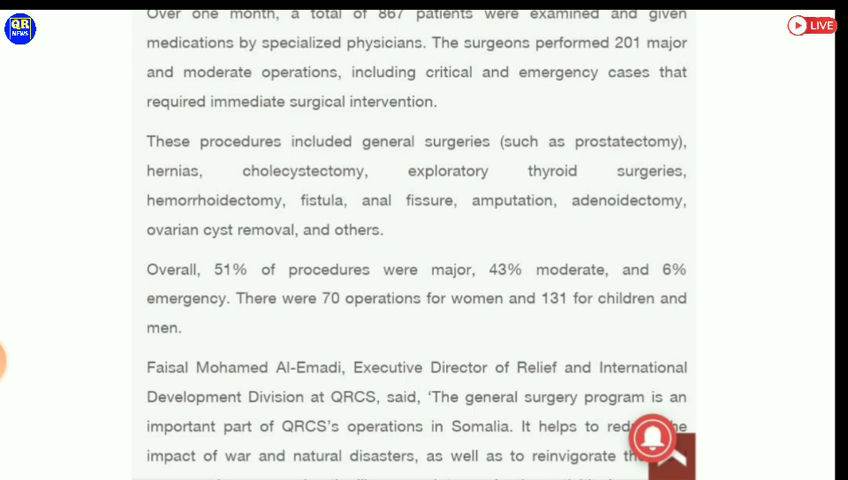 QR
NEWS
LIVE
Over one month, a total of 867 patients were examined and given
medications by specialized physicians. The surgeons performed 201 major
and moderate operations, including critical and emergency cases that
required immediate surgical intervention.
These procedures included general surgeries (such as prostatectomy),
hernias, cholecystectomy, exploratory thyroid surgeries,
hemorrhoidectomy, fistula, anal fissure, amputation, adenoidectomy,
ovarian cyst removal, and others.
Overall, 51% of procedures were major, 43% moderate, and 6%
emergency. There were 70 operations for women and 131 for children and
men.
Faisal Mohamed Al-Emadi, Executive Director of Relief and International
Development Division at QRCS, said, ‘The general surgery program is an
important part of QRCS’s operations in Somalia. It helps to
impact of war and natural disasters, as well as to reinvigorate